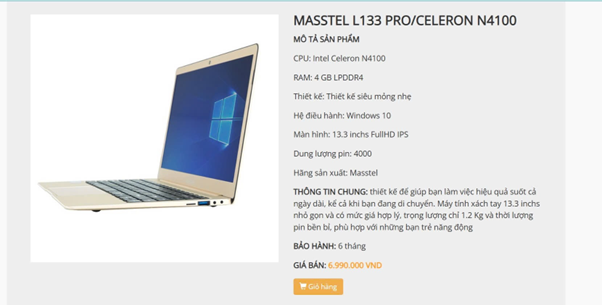 MASSTEL L133 PRO/CELERON N4100
MÔ TẢ SẢN PHẨM
CPU: Intel Celeron N4100
RAM: 4 GB LPDDR4
Thiết kế: Thiết kế siêu mỏng nhẹ
Hệ điều hành: Windows 10
Màn hình: 13.3 inchs FullHD IPS
Dung lượng pin: 4000
Hãng sản xuất: Masstel
THÔNG TIN CHUNG: thiết kế để giúp bạn làm việc hiệu quả suốt cả
ngày dài, kể cả khi bạn đang di chuyển. Máy tính xách tay 13.3 inchs
nhỏ gọn và có mức giá hợp lý, trọng lượng chỉ 1.2 Kg và thời lượng
pin bền bỉ, phù hợp với những bạn trẻ năng động
BẢO HÀNH: 6 tháng
GIÁ BÁN: 6.990.000 VND
Giỏ hàng